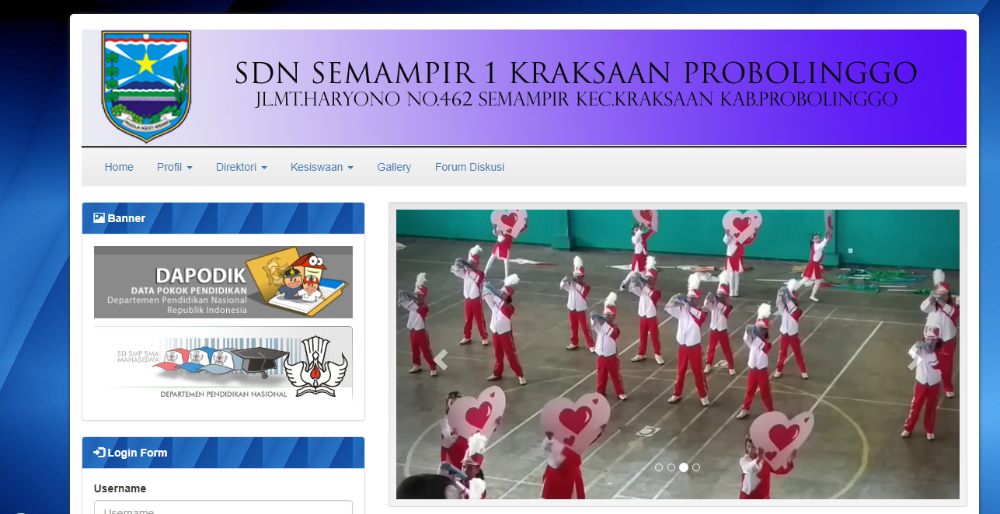 SDN SEMAMPIR 1 KRAKSAAN PROBOLINGGO
JL.MT.HARYONO NO.462 SEMAMPIR KEC.KRAKSAAN KAB.PROBOLINGGO
Home Profil Direktori Kesiswaan Gallery Forum Diskusi
Banner
DAPODIK
DATA POKOK PENDIDIKAN
Departemen Pendidikan Nasional
Republik Indonesia
SD SMP SMA
MAHASISWA
DEPARTEMEN PENDIDIKAN NASIONAL
Login Form
Username
Username